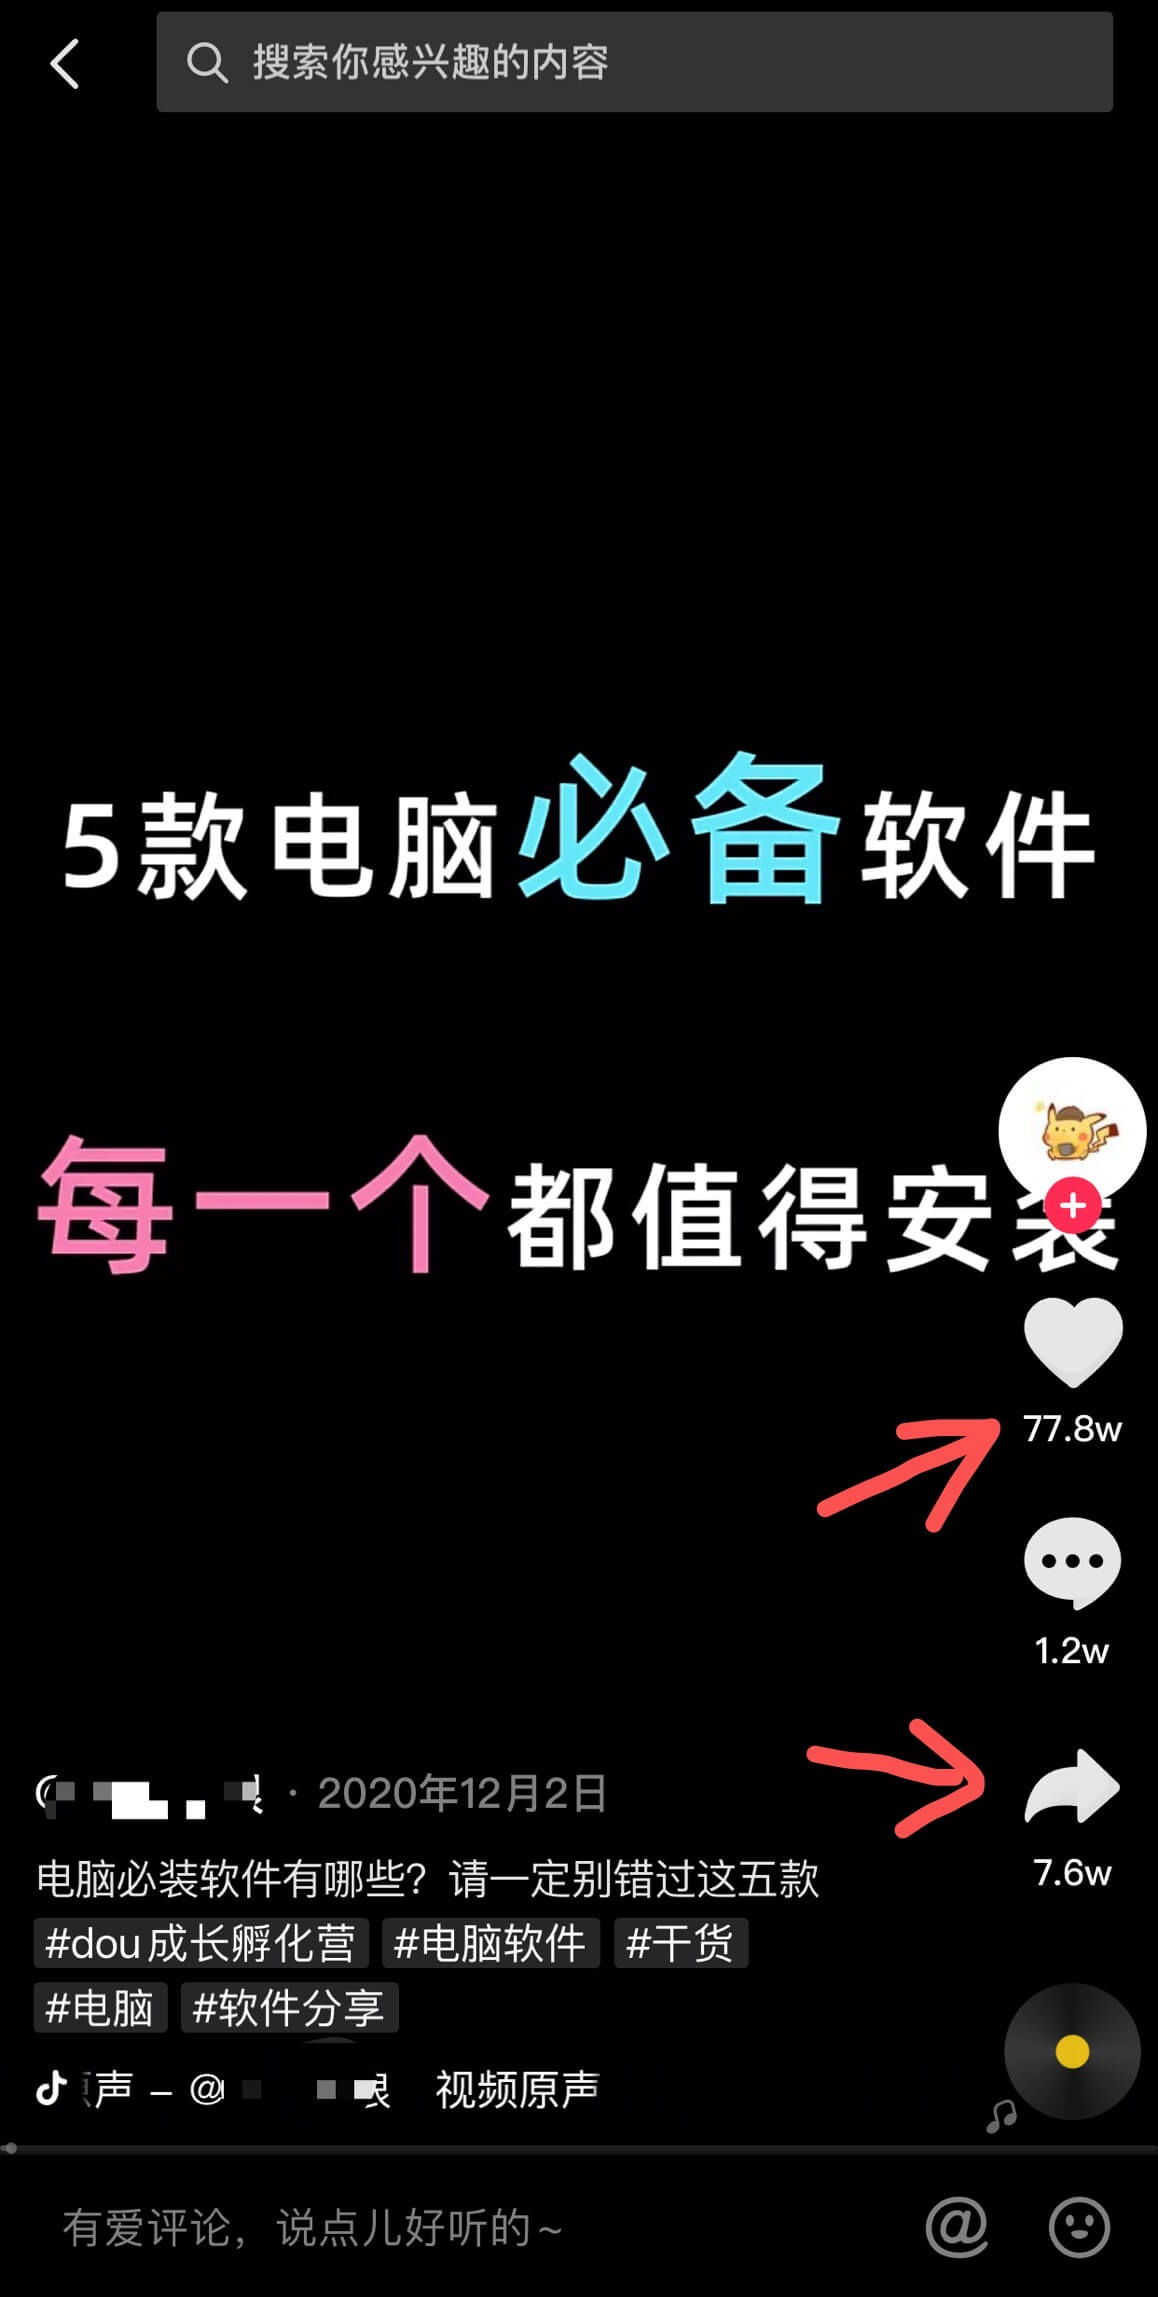 搜索你感兴趣的内容
5款电脑必备软件
每一个都值得安装
77.8w
1.2w
7.6w
· 2020年12月2日
电脑必装软件有哪些？请一定别错过这五款
#dou成长孵化营 #电脑软件 #干货
#电脑 #软件分享
声 – @ 视频原声
有爱评论，说点儿好听的~